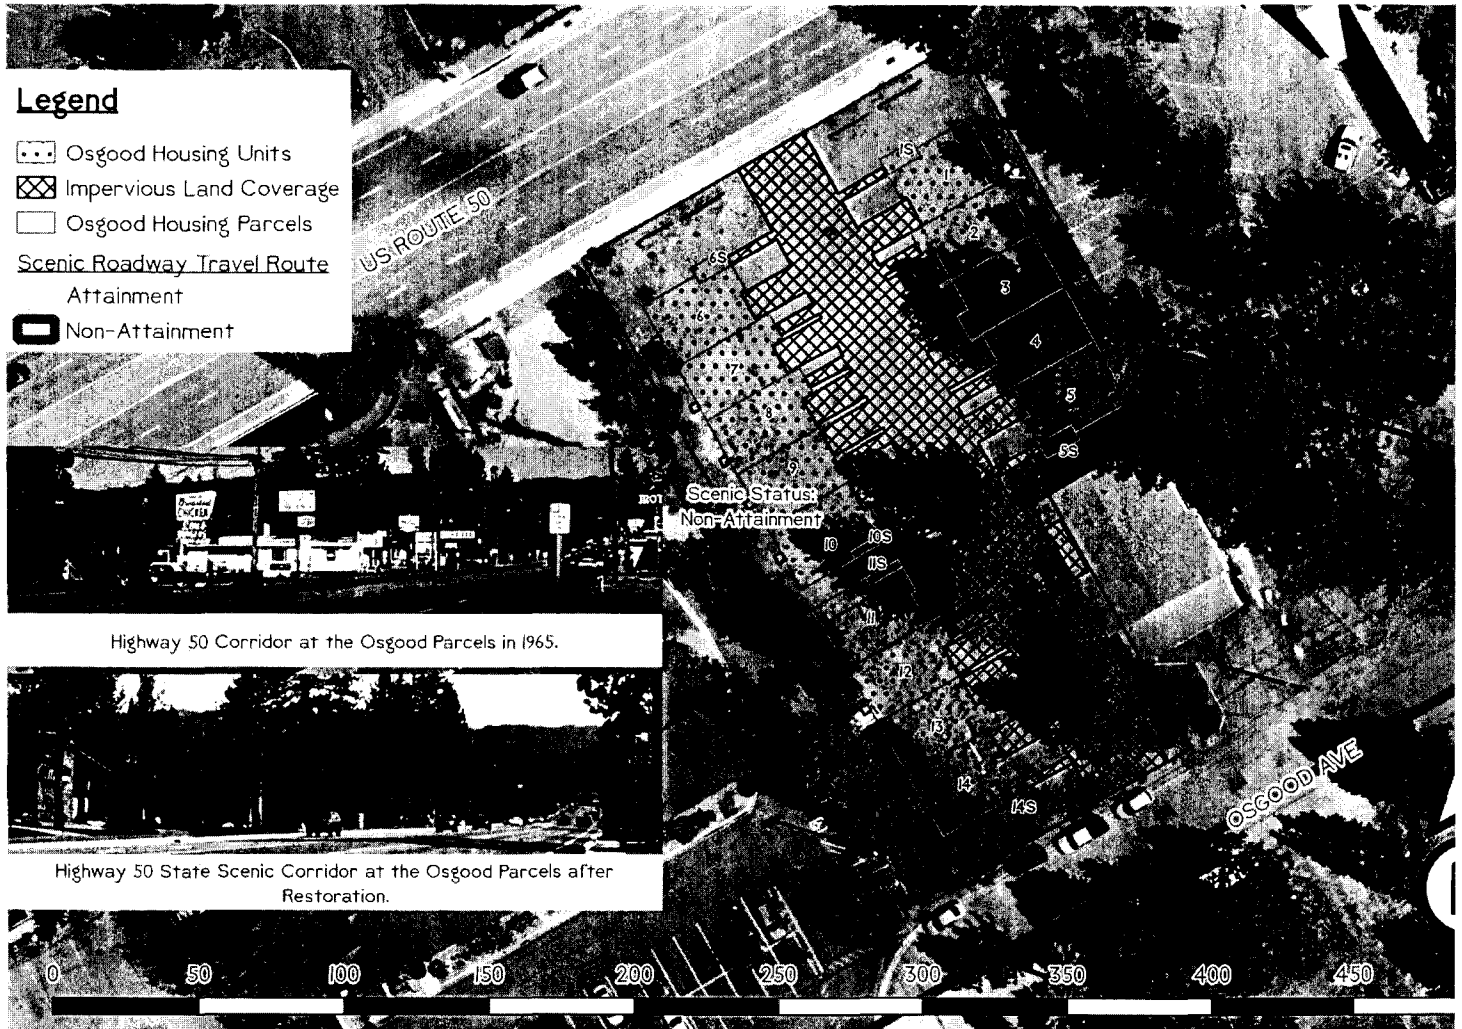 Legend
Osgood Housing Units
Impervious Land Coverage
Osgood Housing Parcels
Scenic Roadway Travel Route
Attainment
Non-Attainment
US ROUTE 50
1S
1
2
3
4
5
5S
6S
6
7
8
9
Scenic Status:
Non-Attainment
10
10S
11S
11
12
13
14
14S
OSGOOD AVE
CHICKEN
Highway 50 Corridor at the Osgood Parcels in 1965.
Highway 50 State Scenic Corridor at the Osgood Parcels after
Restoration.
0 50 100 150 200 250 300 350 400 450